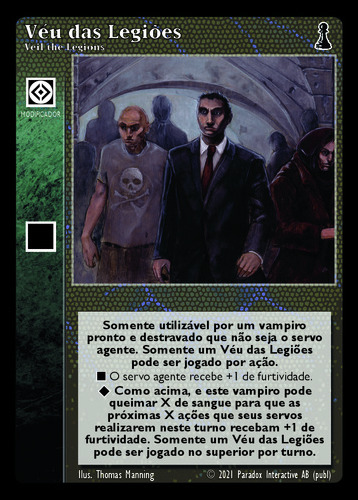 Véu das Legiões
Veil the Legions
MODIFICADOR
Somente utilizável por um vampiro
pronto e destravado que não seja o servo
agente. Somente um Véu das Legiões
pode ser jogado por ação.
O servo agente recebe +1 de furtividade.
Como acima, e este vampiro pode
queimar X de sangue para que as
próximas X ações que seus servos
realizarem neste turno recebam +1 de
furtividade. Somente um Véu das Legiões
pode ser jogado no superior por turno.
Ilus. Thomas Manning © 2021 Paradox Interactive AB (publ)